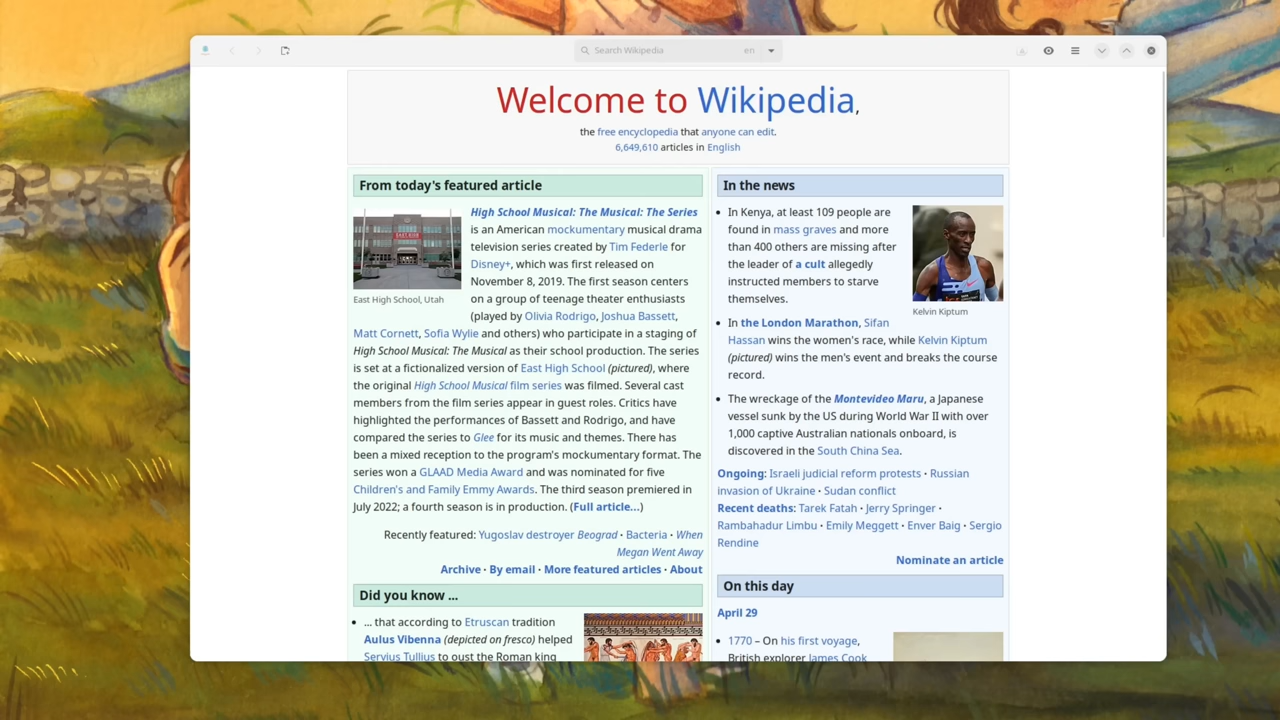 Search Wikipedia en
Welcome to Wikipedia,
the free encyclopedia that anyone can edit.
6,649,610 articles in English
From today's featured article
High School Musical: The Musical: The Series
is an American mockumentary musical drama
television series created by Tim Federle for
Disney+, which was first released on
November 8, 2019. The first season centers
on a group of teenage theater enthusiasts
East High School, Utah
(played by Olivia Rodrigo, Joshua Bassett,
Matt Cornett, Sofia Wylie and others) who participate in a staging of
High School Musical: The Musical as their school production. The series
is set at a fictionalized version of East High School (pictured), where
the original High School Musical film series was filmed. Several cast
members from the film series appear in guest roles. Critics have
highlighted the performances of Bassett and Rodrigo, and have
compared the series to Glee for its music and themes. There has
been a mixed reception to the program's mockumentary format. The
series won a GLAAD Media Award and was nominated for five
Children's and Family Emmy Awards. The third season premiered in
July 2022; a fourth season is in production. (Full article...)
Recently featured: Yugoslav destroyer Beograd · Bacteria · When
Megan Went Away
Archive · By email · More featured articles · About
Did you know ...
... that according to Etruscan tradition
Aulus Vibenna (depicted on fresco) helped
Servius Tullius to oust the Roman king
In the news
In Kenya, at least 109 people are
found in mass graves and more
than 400 others are missing after
the leader of a cult allegedly
instructed members to starve
themselves.
Kelvin Kiptum
In the London Marathon, Sifan
Hassan wins the women's race, while Kelvin Kiptum
(pictured) wins the men's event and breaks the course
record.
The wreckage of the Montevideo Maru, a Japanese
vessel sunk by the US during World War II with over
1,000 captive Australian nationals onboard, is
discovered in the South China Sea.
Ongoing: Israeli judicial reform protests · Russian
invasion of Ukraine · Sudan conflict
Recent deaths: Tarek Fatah · Jerry Springer ·
Rambahadur Limbu · Emily Meggett · Enver Baig · Sergio
Rendine
Nominate an article
On this day
April 29
1770 – On his first voyage,
British explorer James Cook